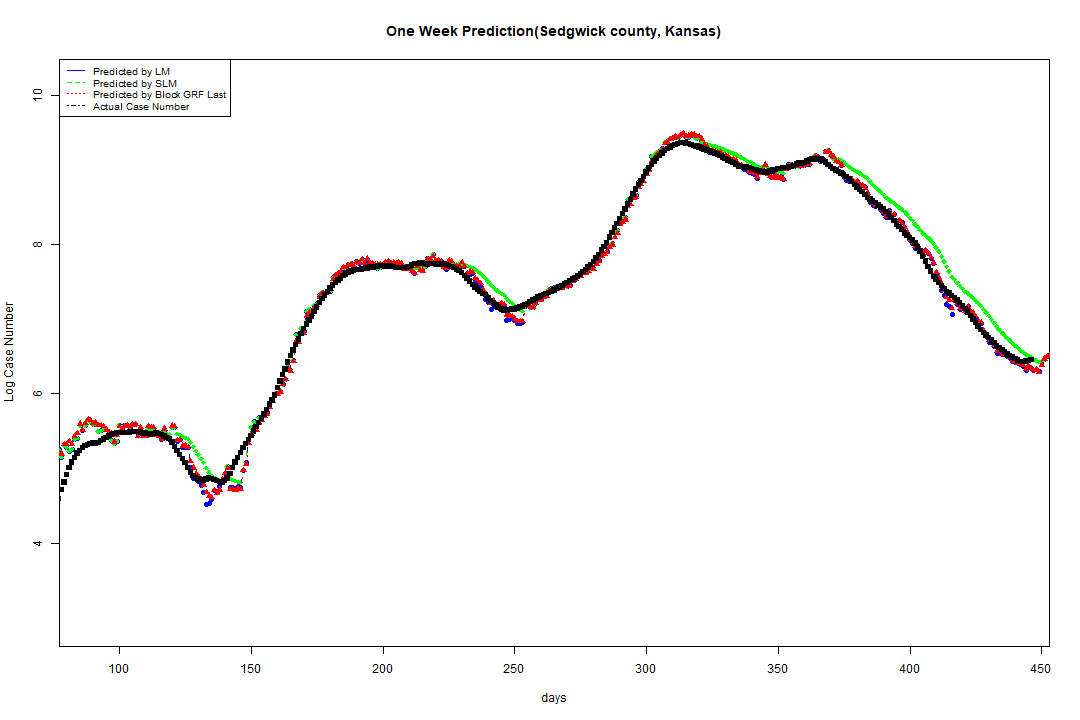 One Week Prediction(Sedgwick county, Kansas)
Predicted by LM
Predicted by SLM
Predicted by Block GRF Last
Actual Case Number
10
8
6
4
Log Case Number
100 150 200 250 300 350 400 450
days